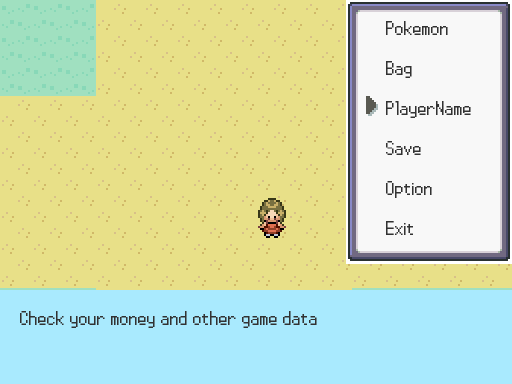 Pokemon
Bag
PlayerName
Save
Option
Exit
Check your money and other game data